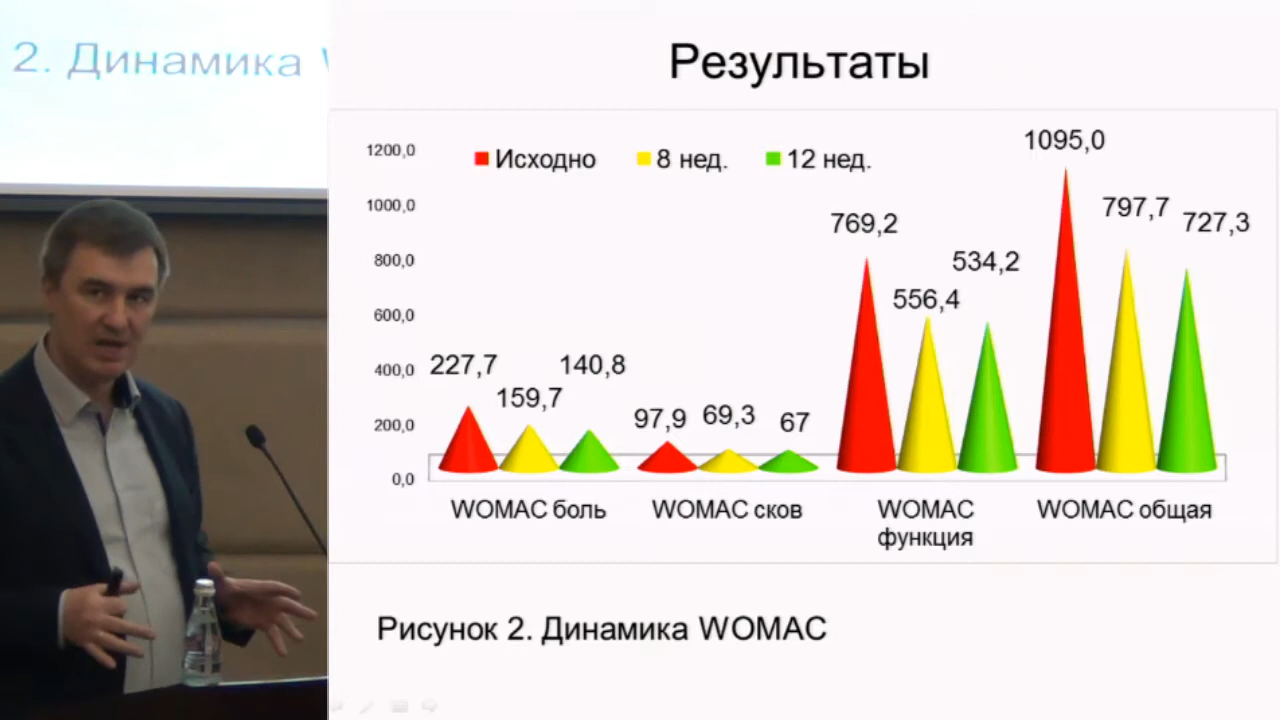 2. Динамика
Результаты
1200,0
1000,0
800,0
600,0
400,0
200,0
0,0
Исходно
8 нед.
12 нед.
227,7
159,7
140,8
97,9
69,3
67
769,2
556,4
534,2
1095,0
797,7
727,3
WOMAC боль
WOMAC сков
WOMAC
функция
WOMAC общая
Рисунок 2. Динамика WOMAC